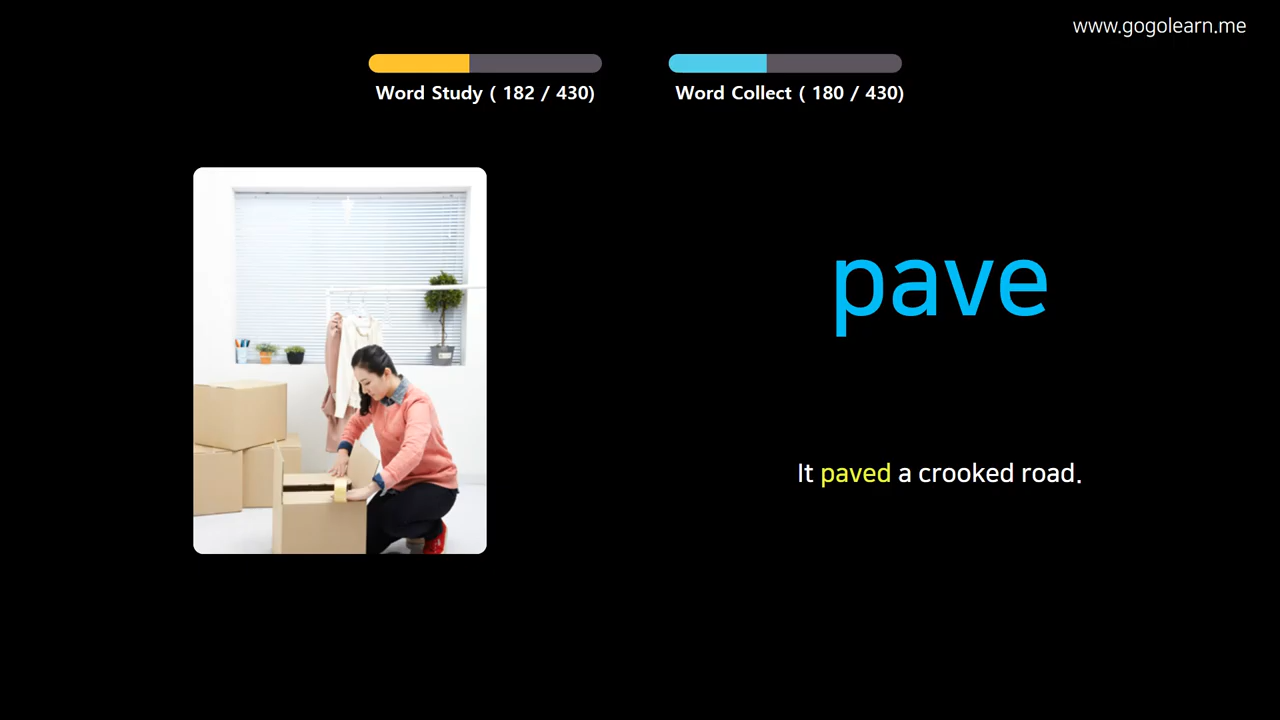 www.gogolearn.me
Word Study ( 182 / 430)
Word Collect ( 180 / 430)
pave
It paved a crooked road.